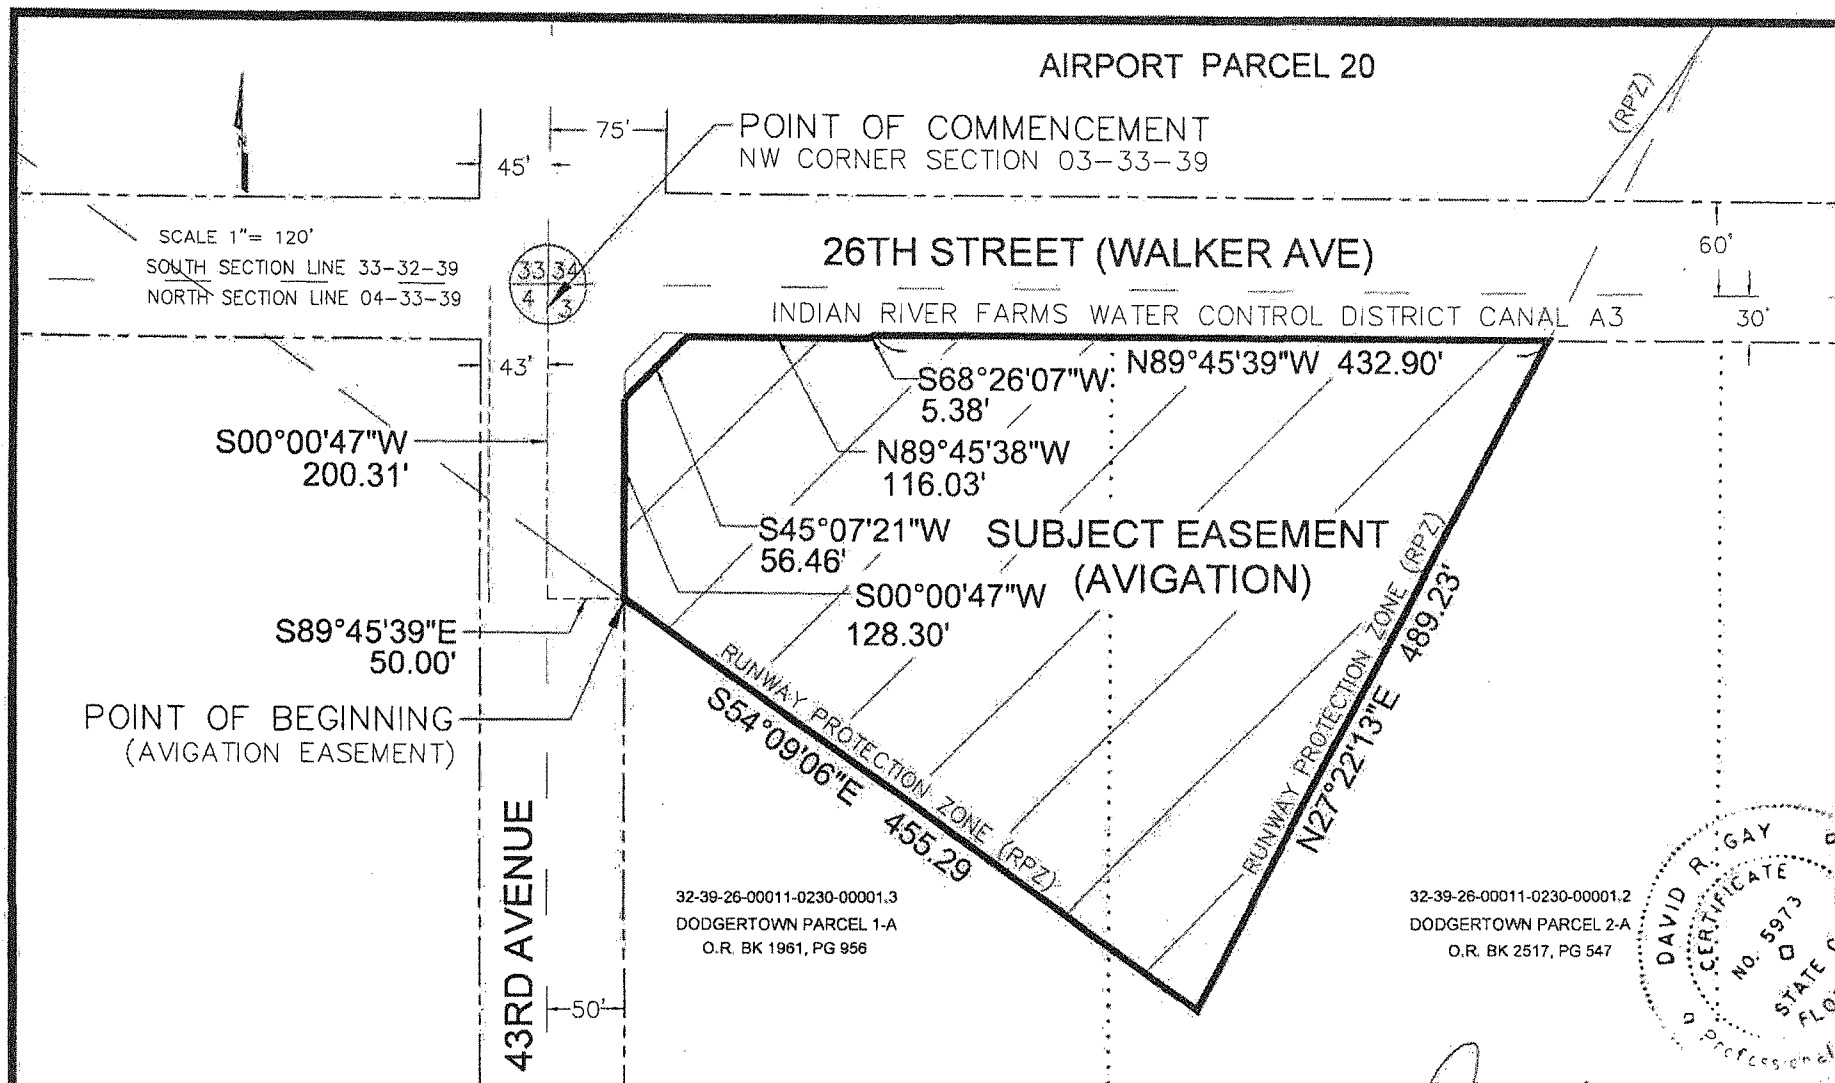 AIRPORT PARCEL 20
(RPZ)
75'
POINT OF COMMENCEMENT
NW CORNER SECTION 03-33-39
45'
SCALE 1"= 120'
SOUTH SECTION LINE 33-32-39
NORTH SECTION LINE 04-33-39
33 34
4 3
26TH STREET (WALKER AVE)
60'
INDIAN RIVER FARMS WATER CONTROL DISTRICT CANAL A3
30'
43'
S68°26'07"W
5.38'
N89°45'39"W 432.90'
S00°00'47"W
200.31'
N89°45'38"W
116.03'
S45°07'21"W
56.46'
SUBJECT EASEMENT
(AVIGATION)
S00°00'47"W
128.30'
S89°45'39"E
50.00'
POINT OF BEGINNING
(AVIGATION EASEMENT)
RUNWAY PROTECTION ZONE (RPZ)
S54°09'06"E 455.29
RUNWAY PROTECTION ZONE (RPZ)
N27°22'13"E 489.23'
43RD AVENUE
50'
32-39-26-00011-0230-00001.3
DODGERTOWN PARCEL 1-A
O.R. BK 1961, PG 956
32-39-26-00011-0230-00001.2
DODGERTOWN PARCEL 2-A
O.R. BK 2517, PG 547
DAVID R. GAY
CERTIFICATE
NO. 5973
STATE
FLO
Professional